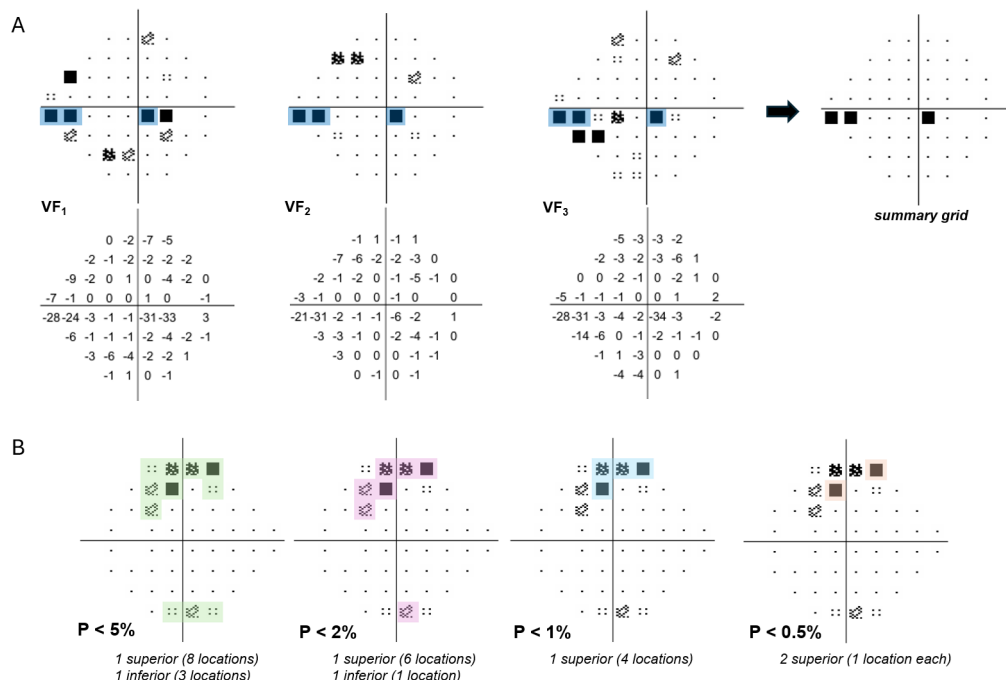 A
VF₁
0 -2 -7 -5
-2 -1 -2 -2 -2 -2
-9 -2 0 1 0 -4 -2 0
-7 -1 0 0 0 1 0 -1
-28 -24 -3 -1 -1 -31 -33 3
-6 -1 -1 -1 -2 -4 -2 -1
-3 -6 -4 -2 -2 1
-1 1 0 -1
VF₂
-1 1 -1 1
-7 -6 -2 -2 -3 0
-2 -1 -2 -1 -1 -5 -1 0
-3 -1 0 0 0 -1 0 0
-21 -31 -2 -1 -1 -6 -2 1
-3 -3 0 -1 -2 -3 -1 0
-3 0 0 0 -1 -1
0 -1 0 -1
VF₃
-5 -3 -3 -2
-2 -3 -2 -3 -6 1
0 0 -2 -1 -2 -1 1 0
-5 -1 -1 -1 0 0 1 2
-28 -31 -3 -4 -2 -34 -3 -2
-14 -6 0 -1 -2 0 -1 0
-1 1 -3 0 0 0
-4 -4 0 1
summary grid
B
P < 5%
1 superior (8 locations)
1 inferior (3 locations)
P < 2%
1 superior (6 locations)
1 inferior (1 location)
P < 1%
1 superior (4 locations)
P < 0.5%
2 superior (1 location each)